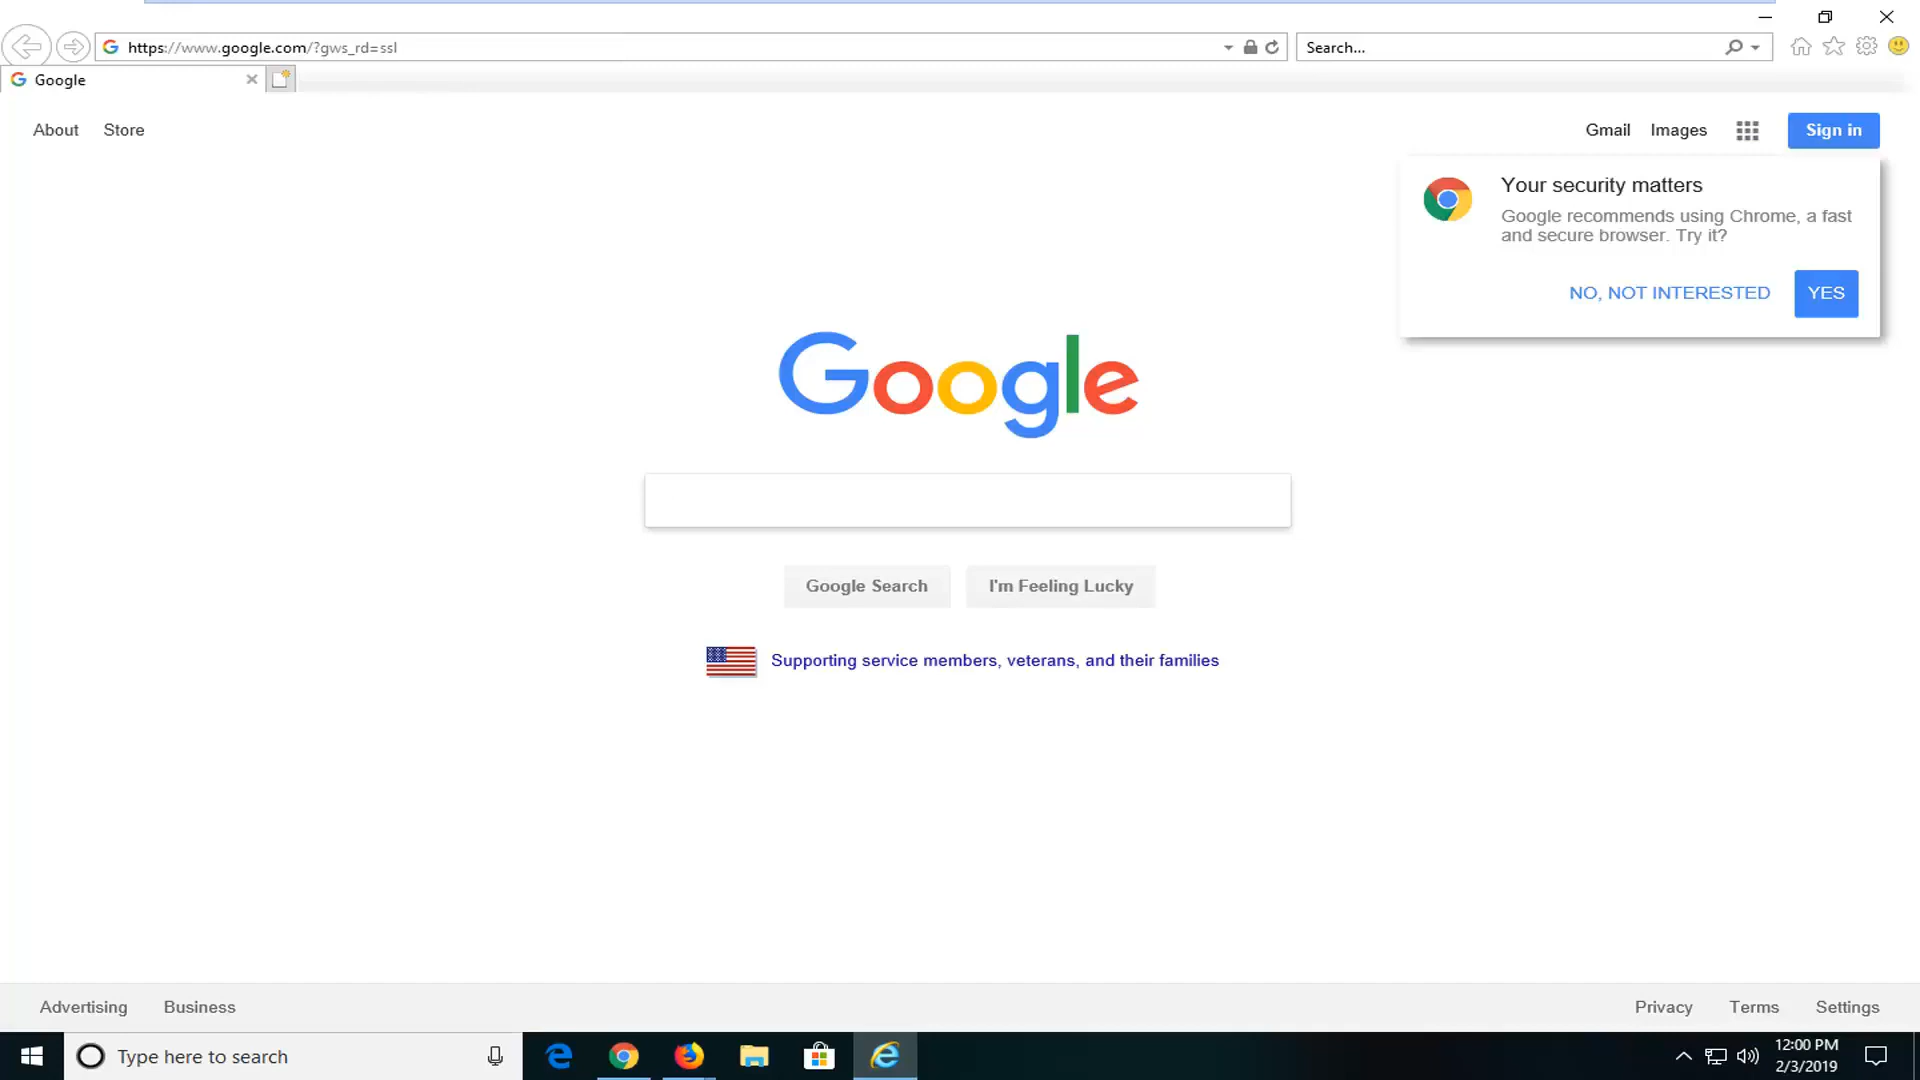 https://www.google.com/?gws_rd=ssl
Search...
Google
About Store
Gmail Images Sign in
Your security matters
Google recommends using Chrome, a fast
and secure browser. Try it?
NO, NOT INTERESTED YES
Google
Google Search I'm Feeling Lucky
Supporting service members, veterans, and their families
Advertising Business
Privacy Terms Settings
Type here to search
12:00 PM
2/3/2019